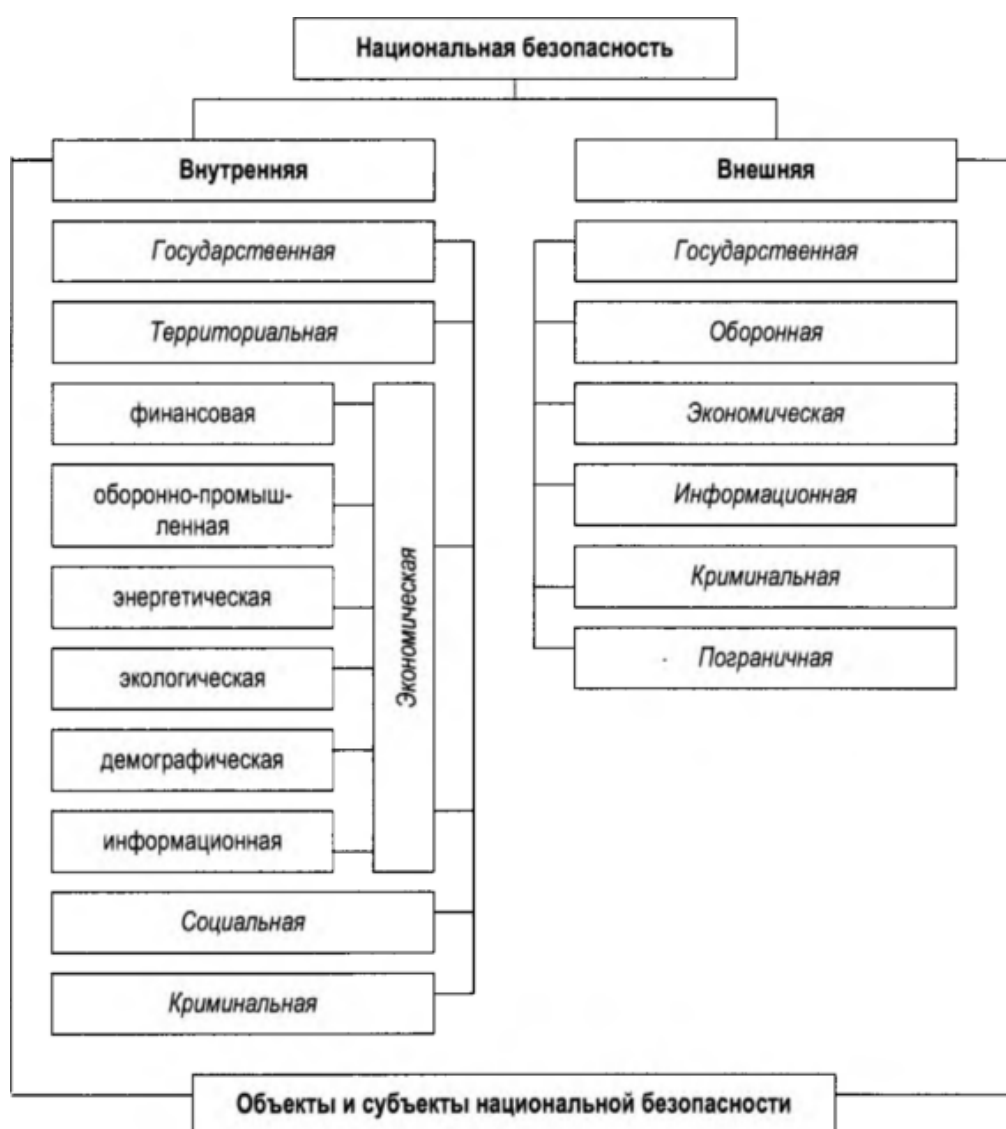 Национальная безопасность
Внутренняя
Государственная
Территориальная
финансовая
оборонно-промыш-
ленная
энергетическая
экологическая
демографическая
информационная
Экономическая
Социальная
Криминальная
Внешняя
Государственная
Оборонная
Экономическая
Информационная
Криминальная
Пограничная
Объекты и субъекты национальной безопасности